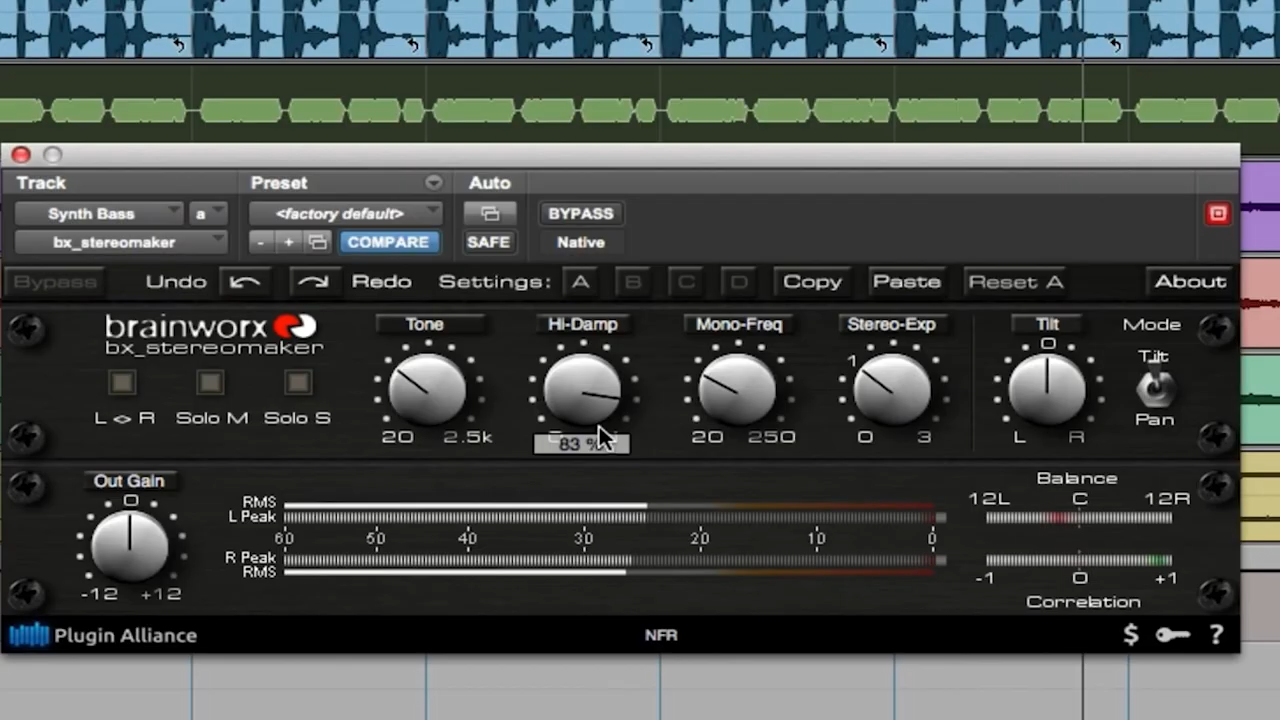 Track
Preset
Auto
Synth Bass
a
<factory default>
BYPASS
bx_stereomaker
-
+
COMPARE
SAFE
Native
Bypass
Undo
Redo
Settings:
A
B
C
D
Copy
Paste
Reset A
About
brainworx
bx_stereomaker
L <> R
Solo M
Solo S
Tone
20
2.5k
Hi-Damp
83 %
Mono-Freq
20
250
Stereo-Exp
1
0
3
Tilt
0
L
R
Mode
Tilt
Pan
Out Gain
0
-12
+12
RMS
L Peak
60
50
40
30
20
10
0
R Peak
RMS
Balance
12L
C
12R
-1
0
+1
Correlation
Plugin Alliance
NFR
$
?